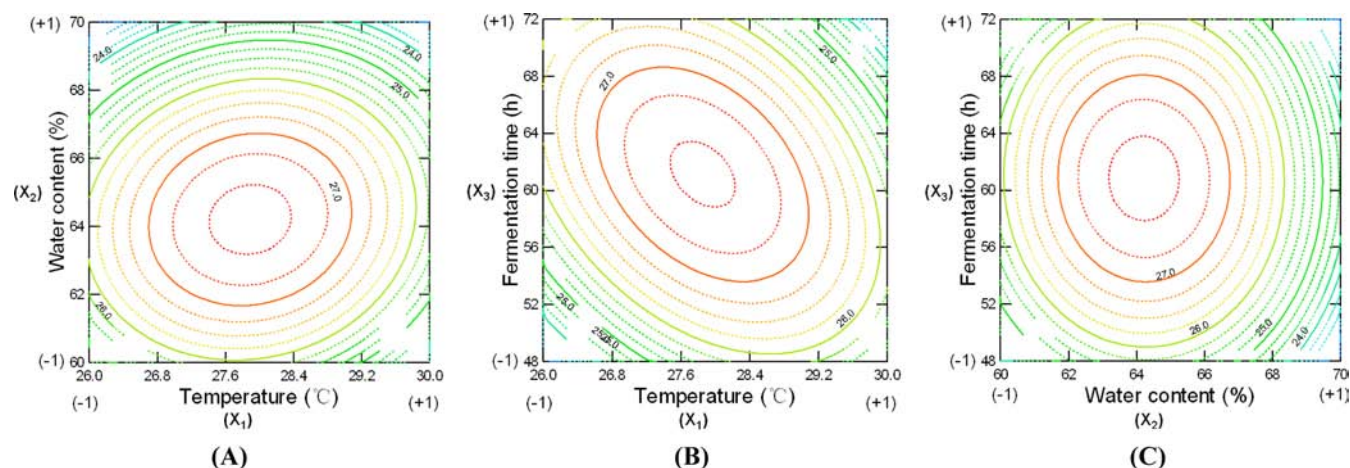 (+1) 70
68
66
64
62
(-1) 60
Water content (%)
(X₂)
24.0
24.0
25.0
27.0
26.0
26.0 26.8 27.6 28.4 29.2 30.0
(-1) Temperature (℃) (+1)
(X₁)
(A)
(+1) 72
68
64
60
56
52
(-1) 48
Fermentation time (h)
(X₃)
25.0
27.0
26.0
25.0
26.0 26.8 27.6 28.4 29.2 30.0
(-1) Temperature (℃) (+1)
(X₁)
(B)
(+1) 72
68
64
60
56
52
(-1) 48
Fermentation time (h)
(X₃)
27.0
26.0
25.0
24.0
60 62 64 66 68 70
(-1) Water content (%) (+1)
(X₂)
(C)